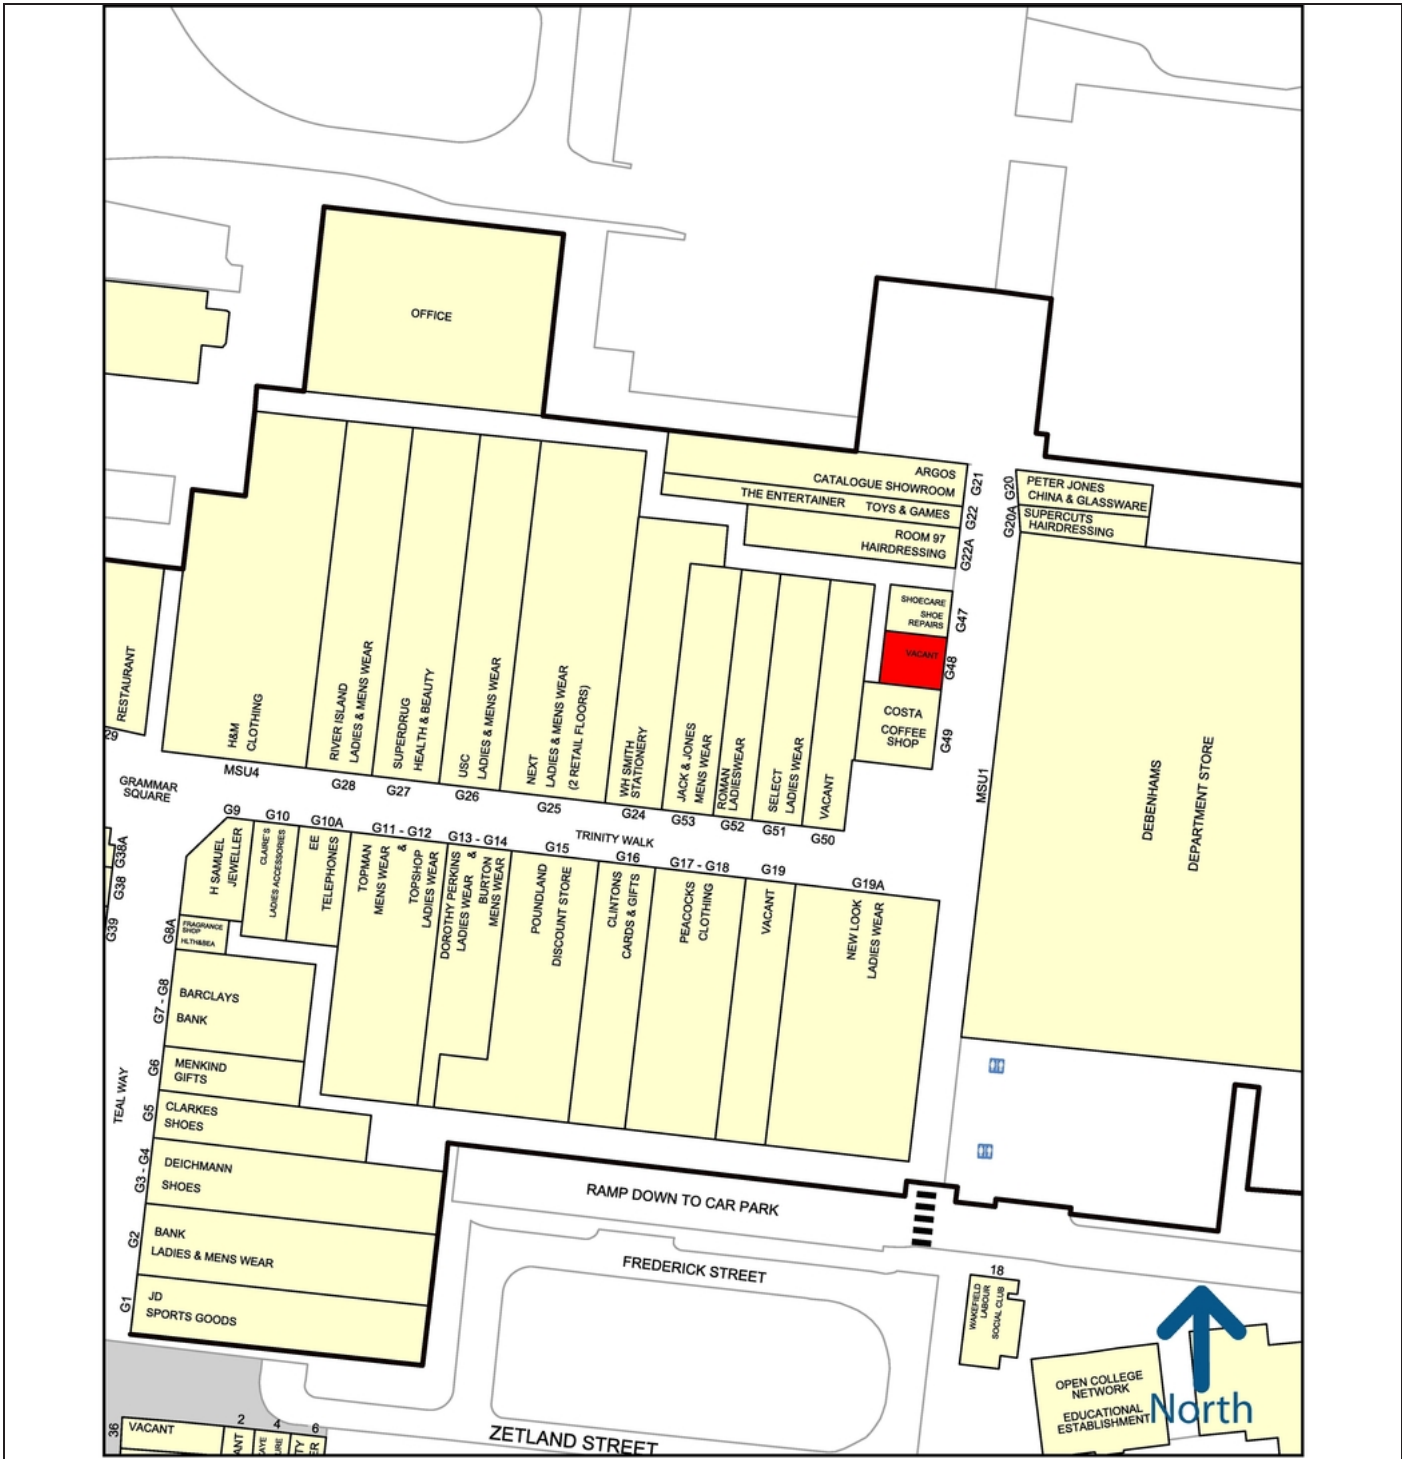 OFFICE
ARGOS
CATALOGUE SHOWROOM
G21
THE ENTERTAINER TOYS & GAMES
G22
ROOM 97
HAIRDRESSING
G22A
G20
PETER JONES
CHINA & GLASSWARE
G20A
SUPERCUTS
HAIRDRESSING
SHOECARE
SHOE
REPAIRS
G47
VACANT
G48
COSTA
COFFEE
SHOP
G49
MSU1
DEBENHAMS
DEPARTMENT STORE
RESTAURANT
29
H&M
CLOTHING
MSU4
RIVER ISLAND
LADIES & MENS WEAR
G28
SUPERDRUG
HEALTH & BEAUTY
G27
USC
LADIES & MENS WEAR
G26
NEXT
LADIES & MENS WEAR
(2 RETAIL FLOORS)
G25
WH SMITH
STATIONERY
G24
JACK & JONES
MENS WEAR
G53
ROMAN
LADIESWEAR
G52
SELECT
LADIES WEAR
G51
VACANT
G50
GRAMMAR
SQUARE
TRINITY WALK
G38A
G38
G39
G9
H SAMUEL
JEWELLER
G10
CLAIRE'S
LADIES ACCESSORIES
G10A
EE
TELEPHONES
G11 - G12
TOPMAN
MENS WEAR
&
TOPSHOP
LADIES WEAR
G13 - G14
DOROTHY PERKINS
LADIES WEAR &
BURTON
MENS WEAR
G15
POUNDLAND
DISCOUNT STORE
G16
CLINTONS
CARDS & GIFTS
G17 - G18
PEACOCKS
CLOTHING
G19
VACANT
G19A
NEW LOOK
LADIES WEAR
G8A
FRAGRANCE
SHOP
HLTH&BEA
G7 - G8
BARCLAYS
BANK
G6
MENKIND
GIFTS
TEAL WAY
G5
CLARKES
SHOES
G3 - G4
DEICHMANN
SHOES
G2
BANK
LADIES & MENS WEAR
G1
JD
SPORTS GOODS
RAMP DOWN TO CAR PARK
FREDERICK STREET
18
WAKEFIELD
LABOUR
SOCIAL CLUB
OPEN COLLEGE
NETWORK
EDUCATIONAL
ESTABLISHMENT
North
36
VACANT
2
ANT
4
AYE
URE
6
TY
ER
ZETLAND STREET